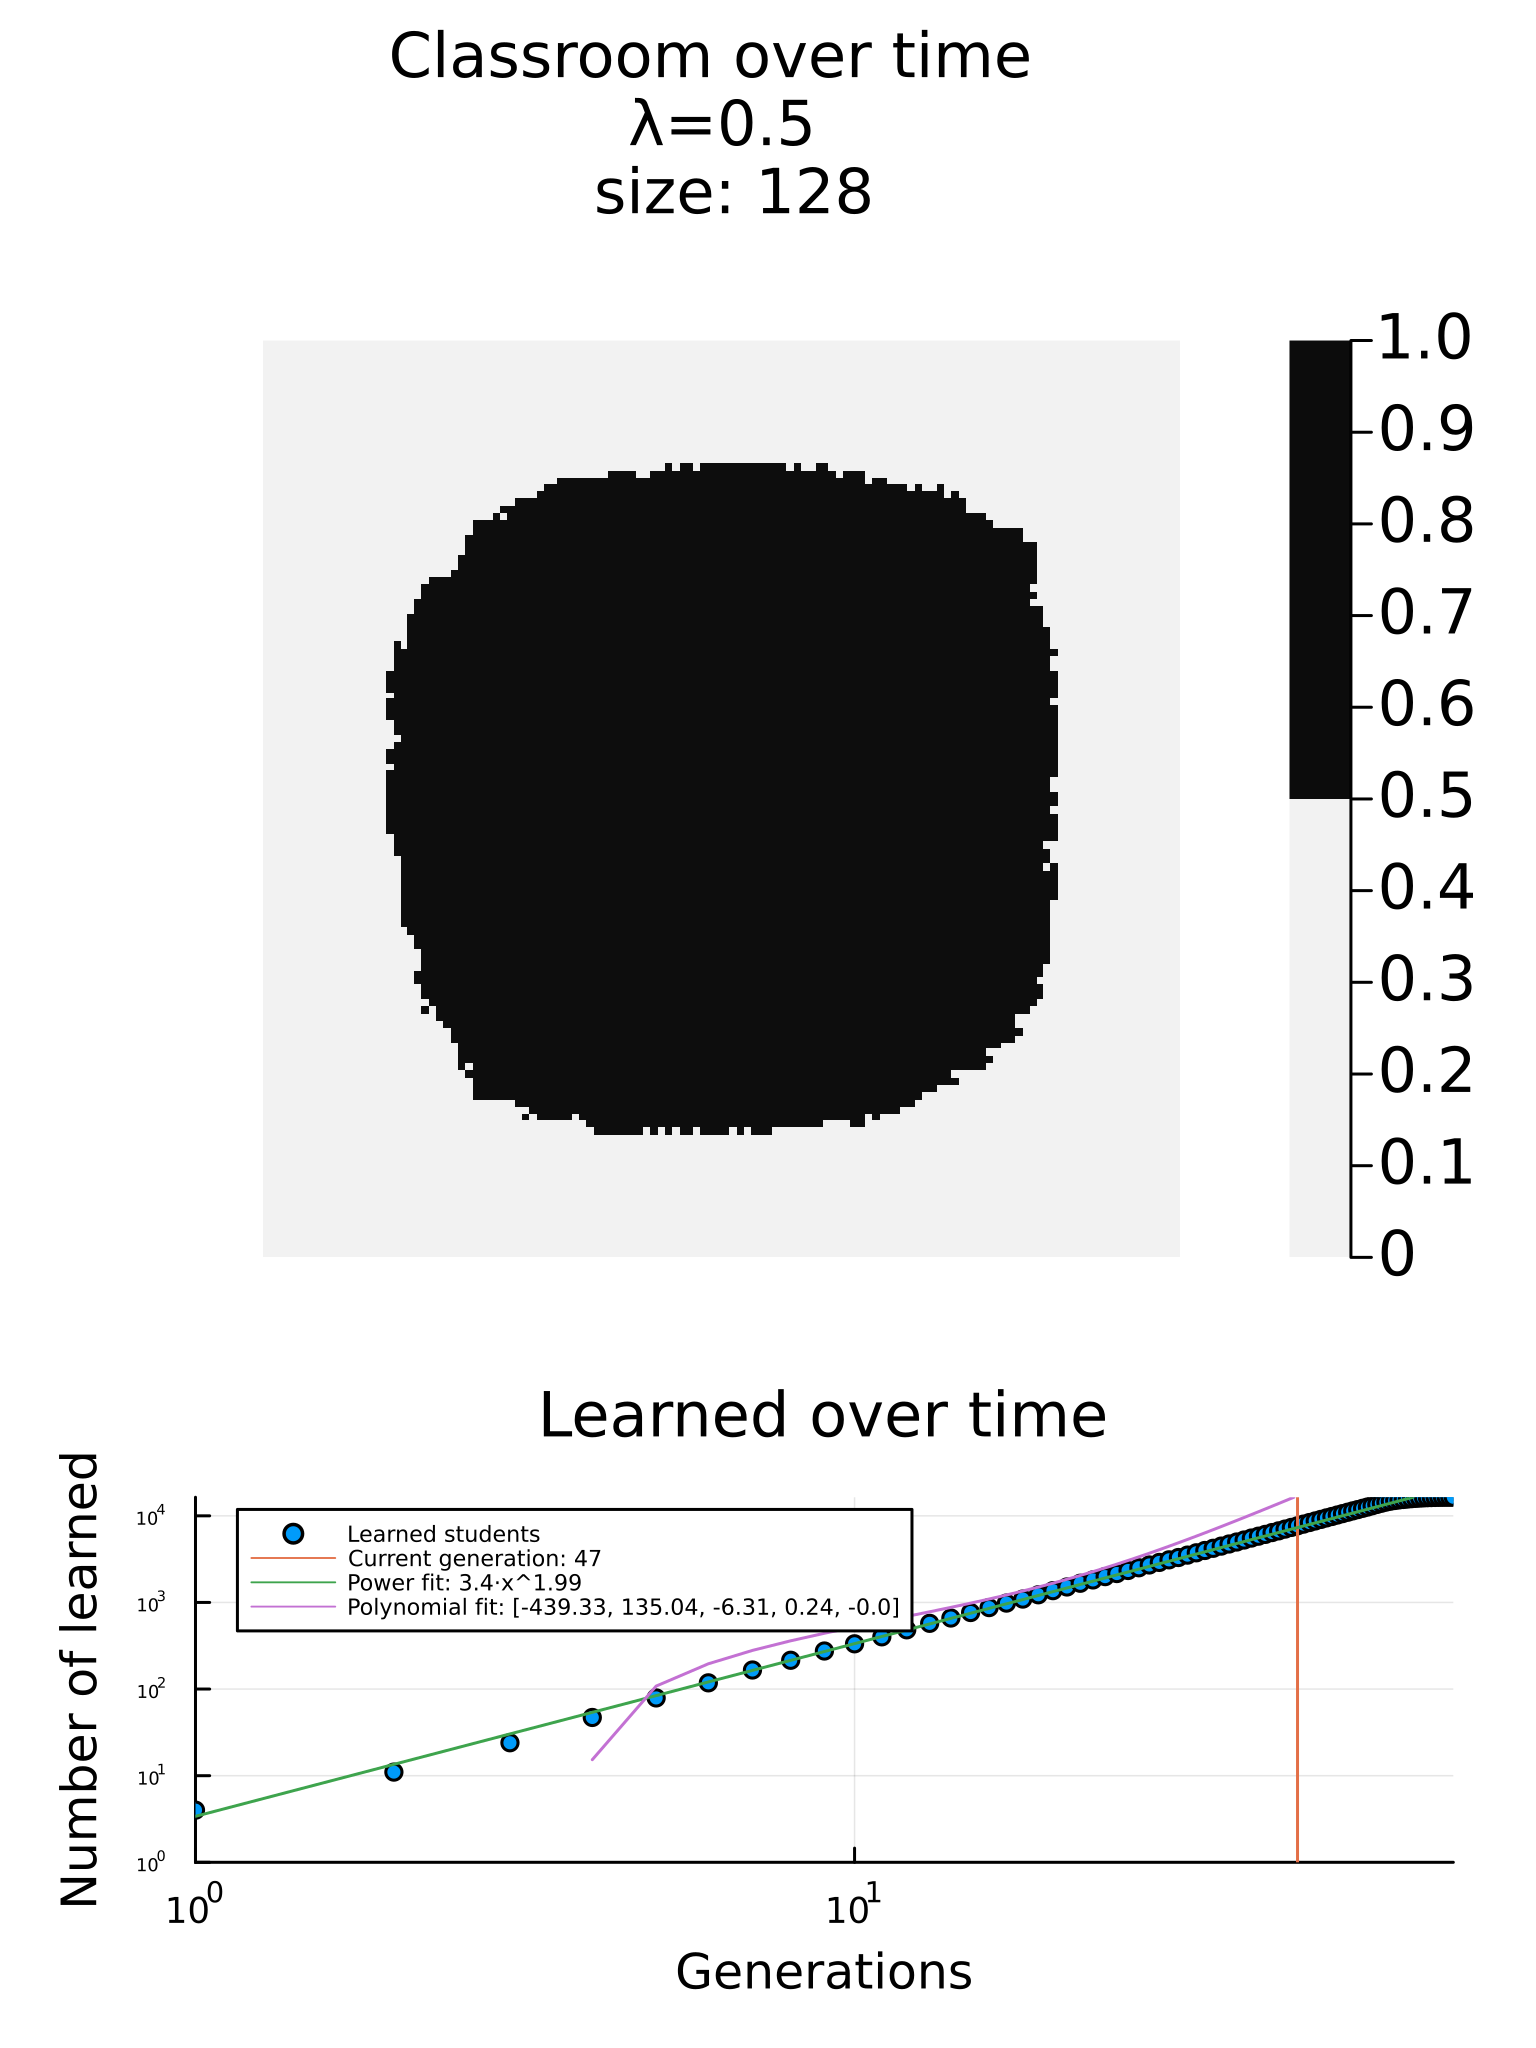 Classroom over time
λ=0.5
size: 128
1.0
0.9
0.8
0.7
0.6
0.5
0.4
0.3
0.2
0.1
0
Learned over time
Number of learned
10^4
10^3
10^2
10^1
10^0
Learned students
Current generation: 47
Power fit: 3.4·x^1.99
Polynomial fit: [-439.33, 135.04, -6.31, 0.24, -0.0]
10^0
10^1
Generations